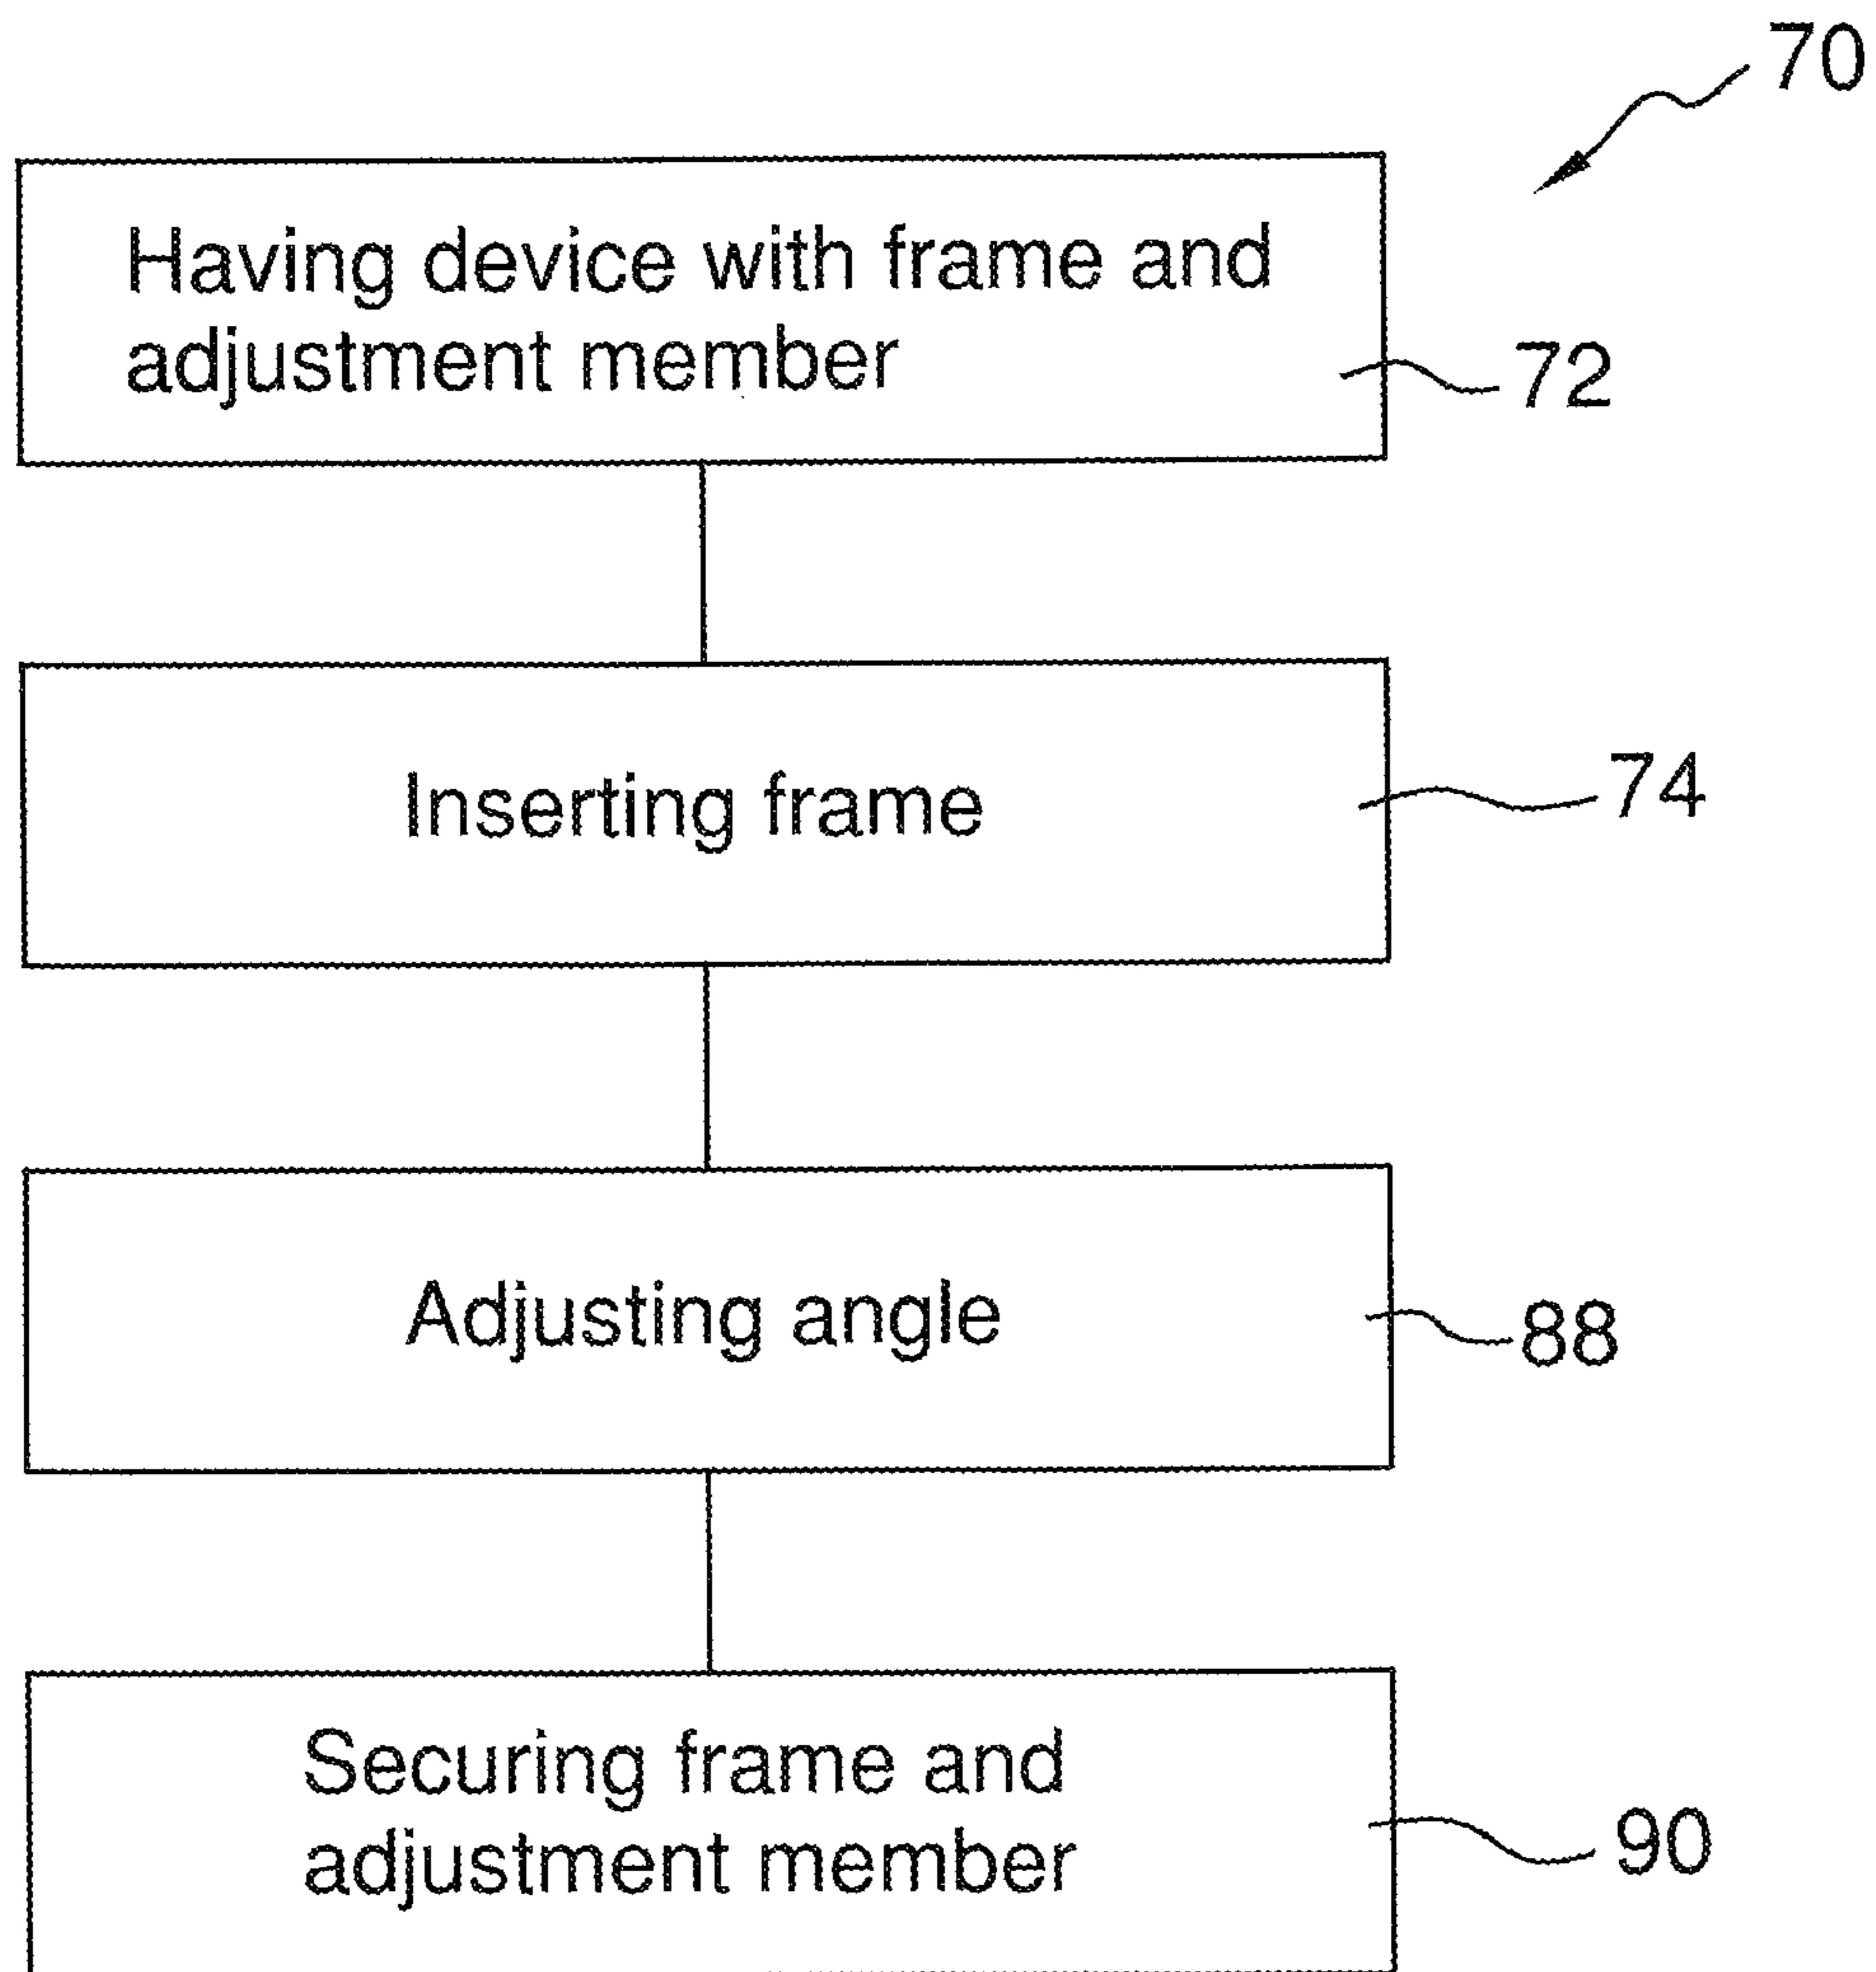 70
Having device with frame and
adjustment member
72
Inserting frame
74
Adjusting angle
88
Securing frame and
adjustment member
90